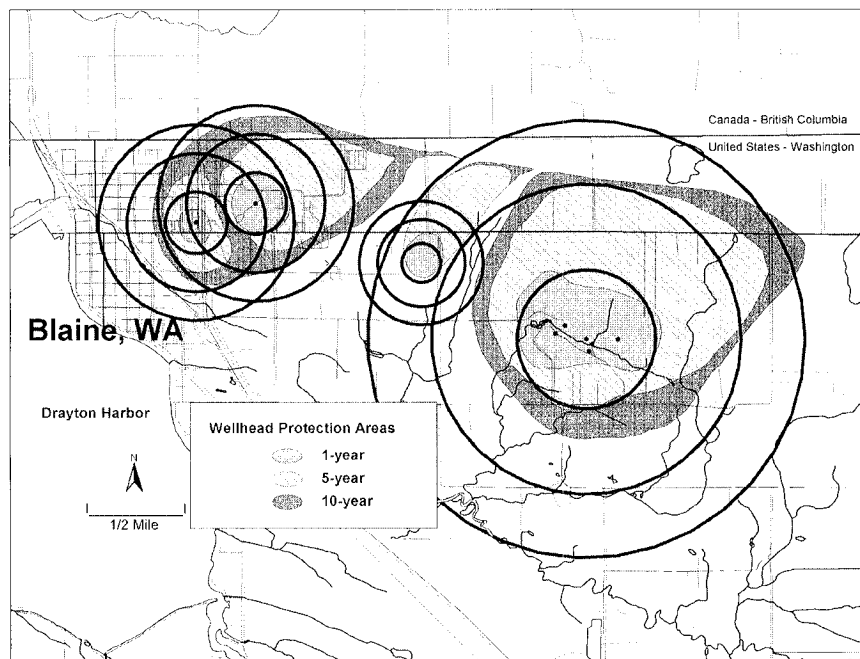 Canada - British Columbia
United States - Washington
Blaine, WA
Drayton Harbor
Wellhead Protection Areas
1-year
5-year
10-year
N
1/2 Mile